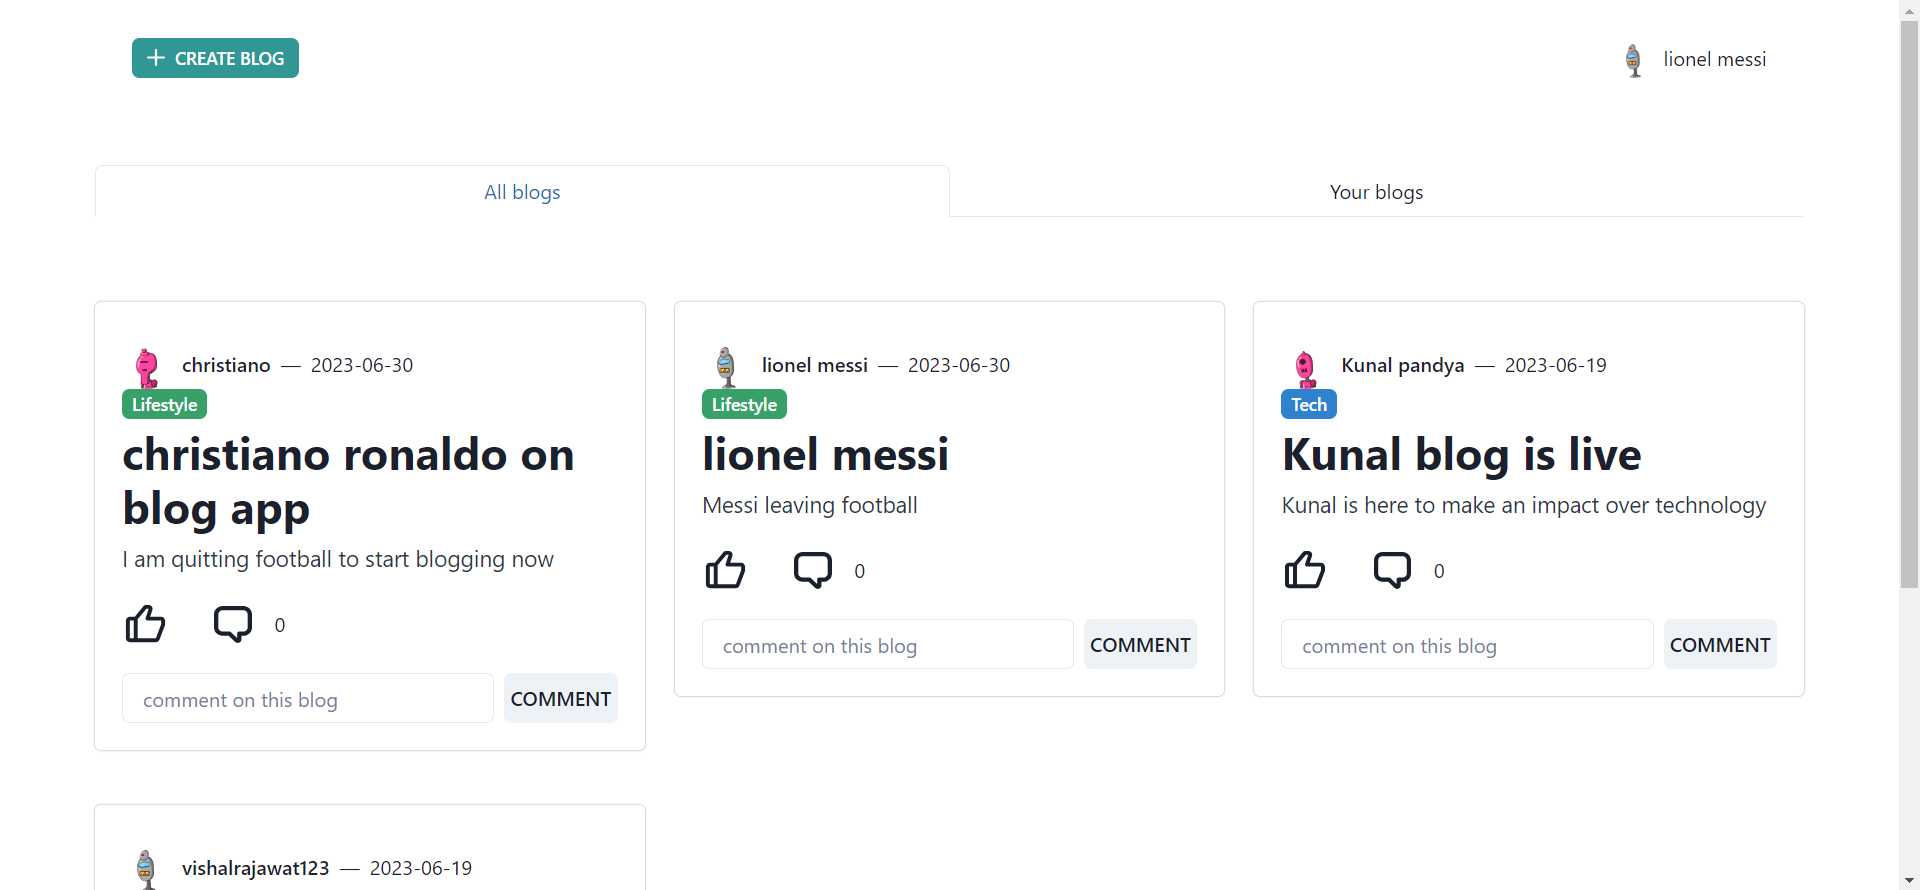 CREATE BLOG
lionel messi
All blogs
Your blogs
christiano — 2023-06-30
Lifestyle
christiano ronaldo on
blog app
I am quitting football to start blogging now
0
comment on this blog
COMMENT
lionel messi — 2023-06-30
Lifestyle
lionel messi
Messi leaving football
0
comment on this blog
COMMENT
Kunal pandya — 2023-06-19
Tech
Kunal blog is live
Kunal is here to make an impact over technology
0
comment on this blog
COMMENT
vishalrajawat123 — 2023-06-19